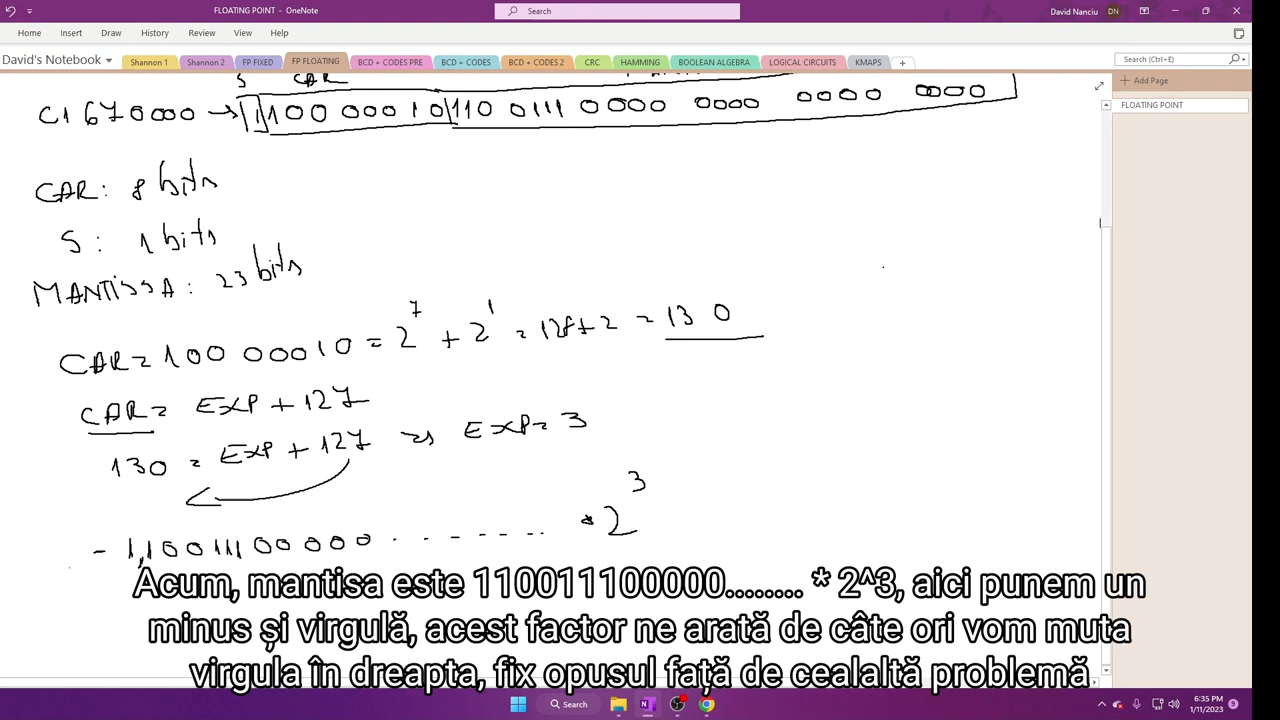 FLOATING POINT - OneNote
Search
David Nanciu DN
Home Insert Draw History Review View Help
David's Notebook
Shannon 1 Shannon 2 FP FIXED FP FLOATING BCD + CODES PRE BCD + CODES BCD + CODES 2 CRC HAMMING BOOLEAN ALGEBRA LOGICAL CIRCUITS KMAPS +
Search (Ctrl+E)
Add Page
FLOATING POINT
S CAR
C1670000 → 1 100 000 10 110 0111 0000 0000 0000 0000
CAR: 8 bits
S: 1 bits
MANTISSA: 23 bits
CAR = 100 00010 = 2^7 + 2^1 = 128 + 2 = 130
CAR = EXP + 127
130 = EXP + 127 => EXP = 3
- 1,10011100000 . . - - - - . . * 2^3
Acum, mantisa este 110011100000........ * 2^3, aici punem un
minus și virgulă, acest factor ne arată de câte ori vom muta
virgula în dreapta, fix opusul față de cealaltă problemă
Search
6:35 PM
1/11/2023